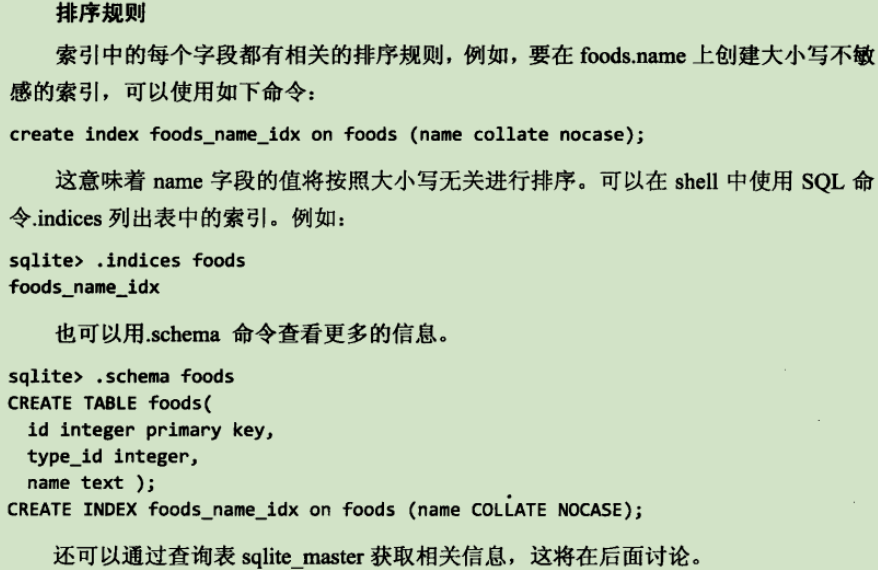 排序规则
索引中的每个字段都有相关的排序规则，例如，要在 foods.name 上创建大小写不敏
感的索引，可以使用如下命令：
create index foods_name_idx on foods (name collate nocase);
这意味着 name 字段的值将按照大小写无关进行排序。可以在 shell 中使用 SQL 命
令.indices 列出表中的索引。例如：
sqlite> .indices foods
foods_name_idx
也可以用.schema 命令查看更多的信息。
sqlite> .schema foods
CREATE TABLE foods(
  id integer primary key,
  type_id integer,
  name text );
CREATE INDEX foods_name_idx on foods (name COLLATE NOCASE);
还可以通过查询表 sqlite_master 获取相关信息，这将在后面讨论。